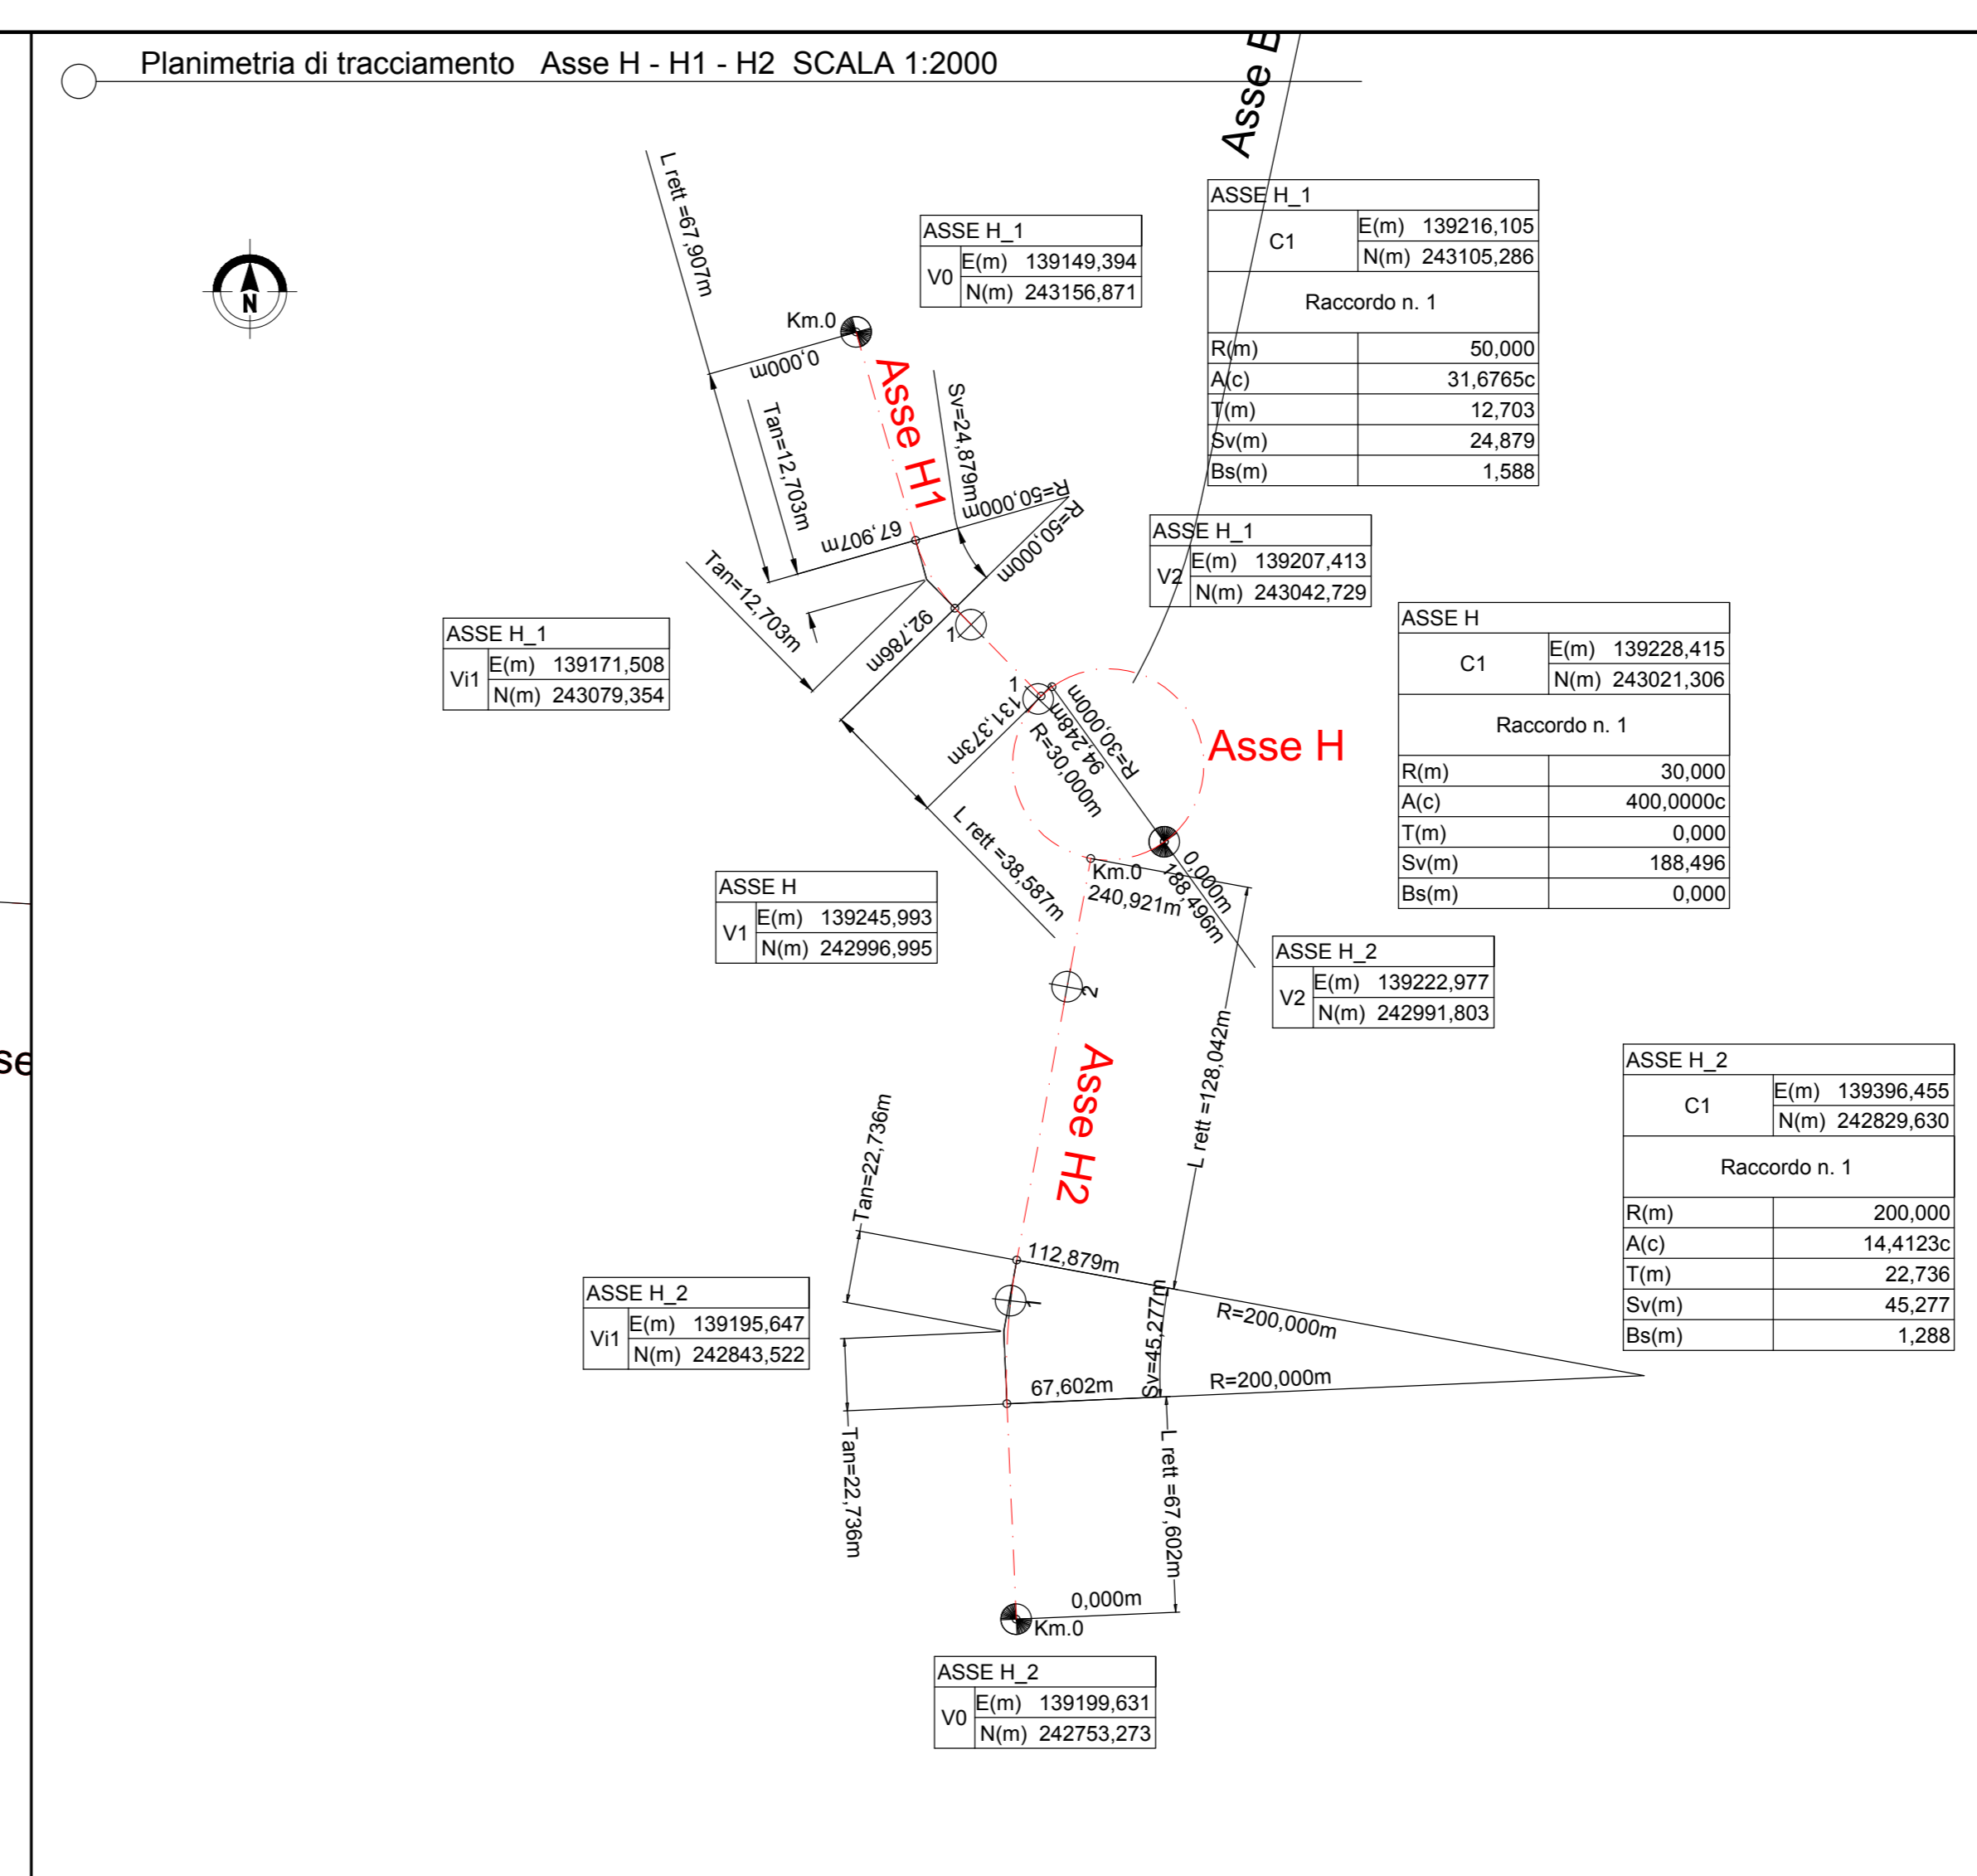 Planimetria di tracciamento Asse H - H1 - H2 SCALA 1:2000
Asse
L rett =67,907m
N
Km.0
0,000m
Asse H1
Tan=12,703m
Sv=24,879m
R=50,000m
R=50,000m
67,907m
Tan=12,703m
92,786m
1
1
131,373m
R=30,000m
94,248m
R=30,000m
L rett =38,587m
Asse H
0,000m
188,496m
Km.0
240,921m
2
L rett =128,042m
Asse H2
Tan=22,736m
112,879m
1
R=200,000m
Sv=45,277m
67,602m
R=200,000m
Tan=22,736m
L rett =67,602m
0,000m
Km.0
se
ASSE H_1
V0
E(m) 139149,394
N(m) 243156,871
ASSE H_1
C1
E(m) 139216,105
N(m) 243105,286
Raccordo n. 1
R(m) 50,000
A(c) 31,6765c
T(m) 12,703
Sv(m) 24,879
Bs(m) 1,588
ASSE H_1
V2
E(m) 139207,413
N(m) 243042,729
ASSE H_1
Vi1
E(m) 139171,508
N(m) 243079,354
ASSE H
C1
E(m) 139228,415
N(m) 243021,306
Raccordo n. 1
R(m) 30,000
A(c) 400,0000c
T(m) 0,000
Sv(m) 188,496
Bs(m) 0,000
ASSE H
V1
E(m) 139245,993
N(m) 242996,995
ASSE H_2
V2
E(m) 139222,977
N(m) 242991,803
ASSE H_2
C1
E(m) 139396,455
N(m) 242829,630
Raccordo n. 1
R(m) 200,000
A(c) 14,4123c
T(m) 22,736
Sv(m) 45,277
Bs(m) 1,288
ASSE H_2
Vi1
E(m) 139195,647
N(m) 242843,522
ASSE H_2
V0
E(m) 139199,631
N(m) 242753,273